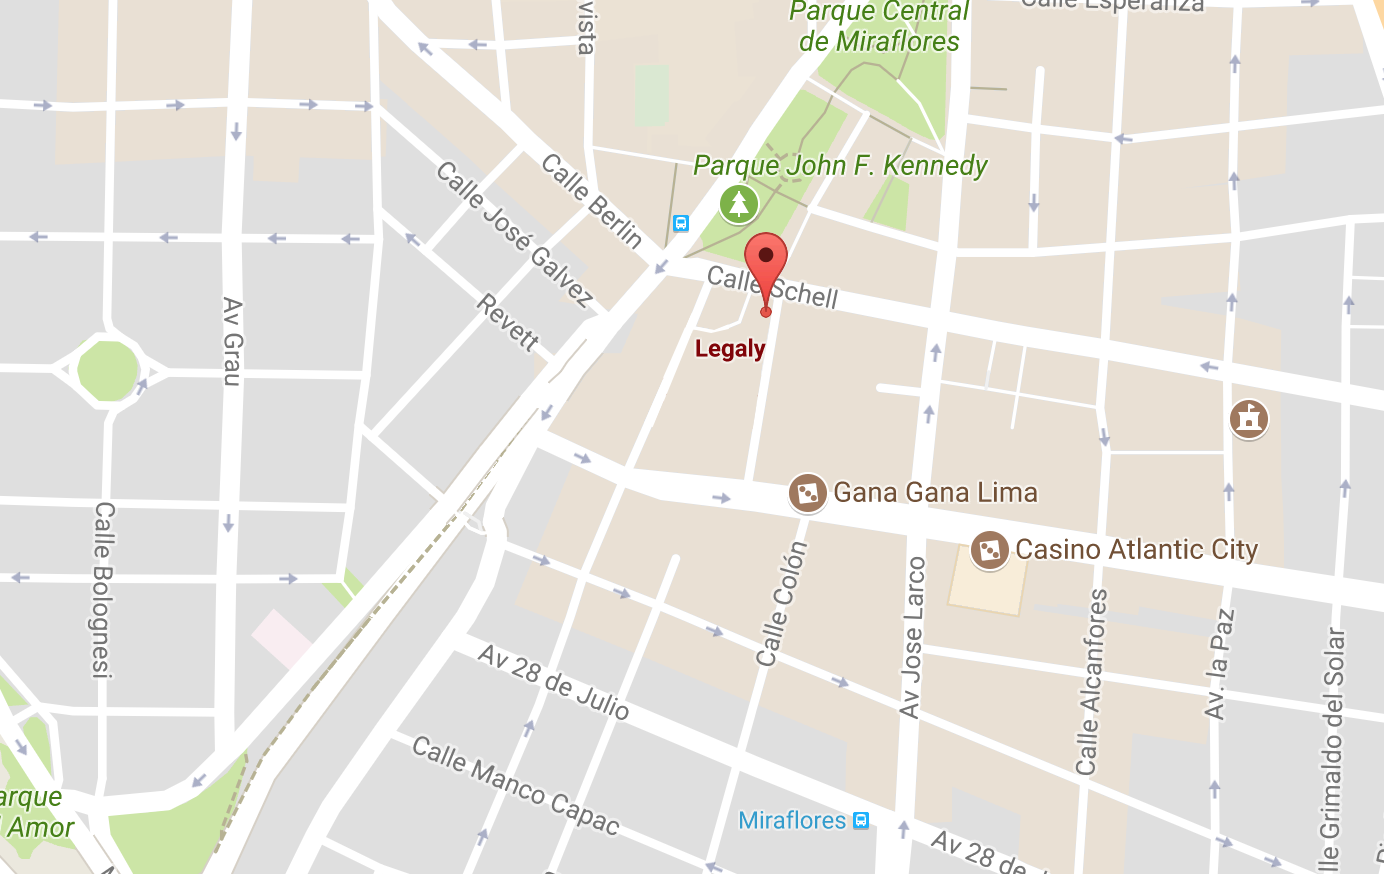 Parque Central
de Miraflores
Calle Esperanza
vista
Parque John F. Kennedy
Calle Berlin
Calle José Galvez
Calle Schell
Revett
Av Grau
Legaly
Gana Gana Lima
Casino Atlantic City
Calle Bolognesi
Calle Colón
Av Jose Larco
Calle Alcanfores
Av. la Paz
lle Grimaldo del Solar
Av 28 de Julio
Calle Manco Capac
arque
l Amor
Miraflores
Av 28 de J